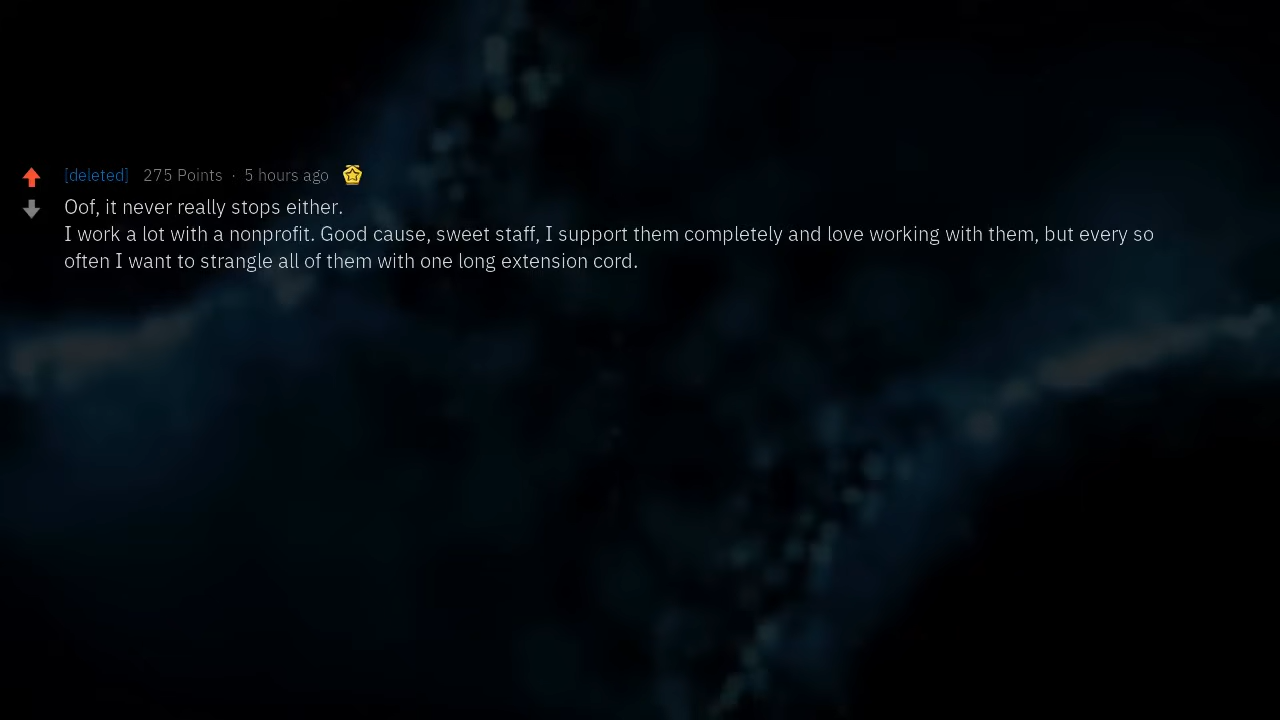 [deleted] 275 Points · 5 hours ago
Oof, it never really stops either.
I work a lot with a nonprofit. Good cause, sweet staff, I support them completely and love working with them, but every so
often I want to strangle all of them with one long extension cord.